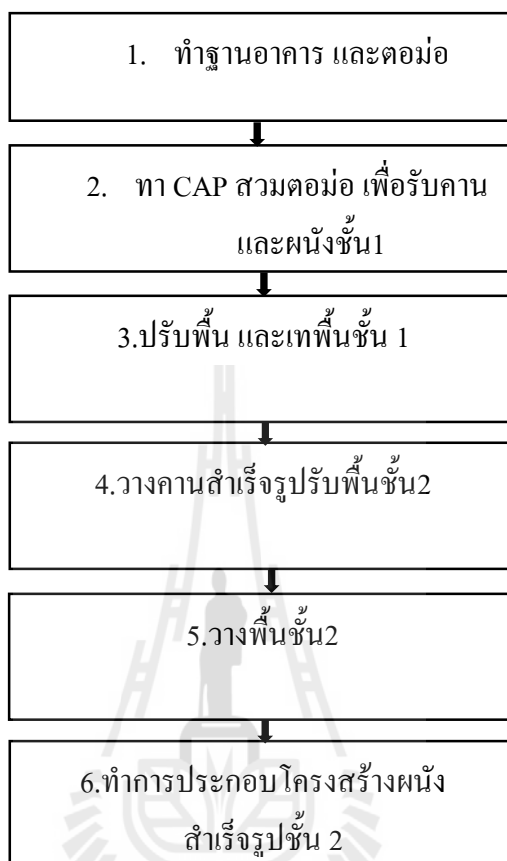 1. ทำฐานอาคาร และตอม่อ
2. ทา CAP สวมตอม่อ เพื่อรับคาน
และผนังชั้น1
3.ปรับพื้น และเทพื้นชั้น 1
4.วางคานสำเร็จรูปรับพื้นชั้น2
5.วางพื้นชั้น2
6.ทำการประกอบโครงสร้างผนัง
สำเร็จรูปชั้น 2